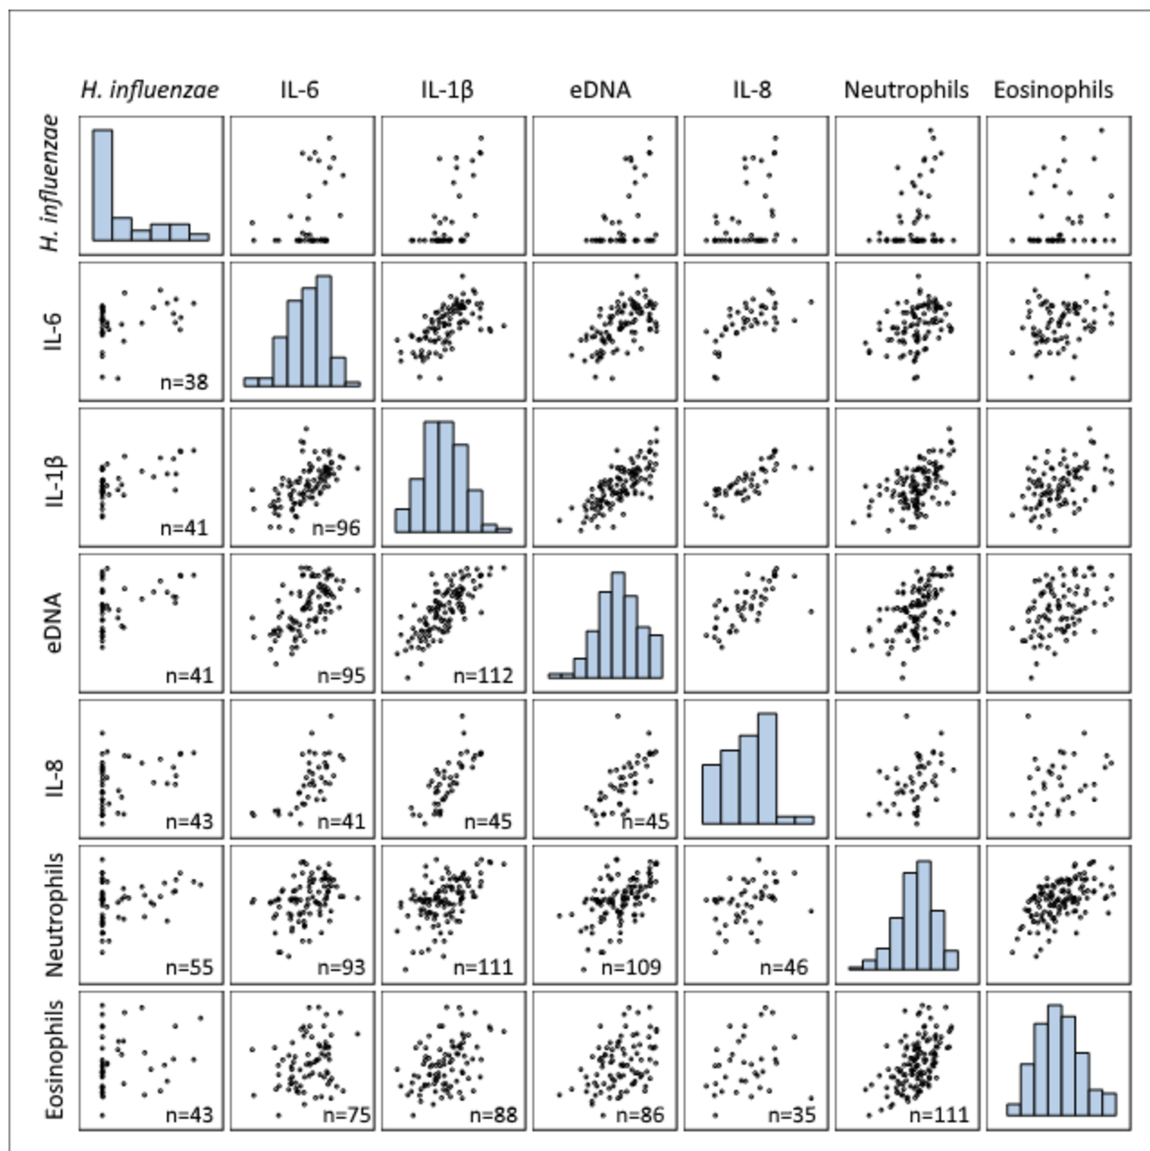 H. influenzae IL-6 IL-1β eDNA IL-8 Neutrophils Eosinophils
H. influenzae
IL-6
n=38
IL-1β
n=41 n=96
eDNA
n=41 n=95 n=112
IL-8
n=43 n=41 n=45 n=45
Neutrophils
n=55 n=93 n=111 n=109 n=46
Eosinophils
n=43 n=75 n=88 n=86 n=35 n=111